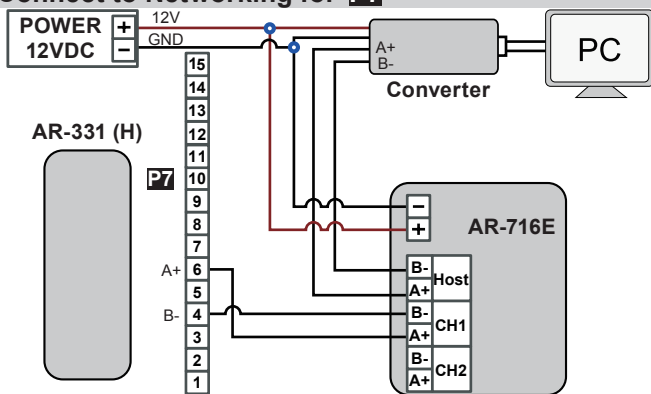 Connect to Networking for P7
POWER
12VDC
+
−
12V
GND
A+
B-
Converter
PC
AR-331 (H)
P7
15
14
13
12
11
10
9
8
7
A+ 6
5
B- 4
3
2
1
−
+
AR-716E
B-
A+
Host
B-
A+
CH1
B-
A+
CH2